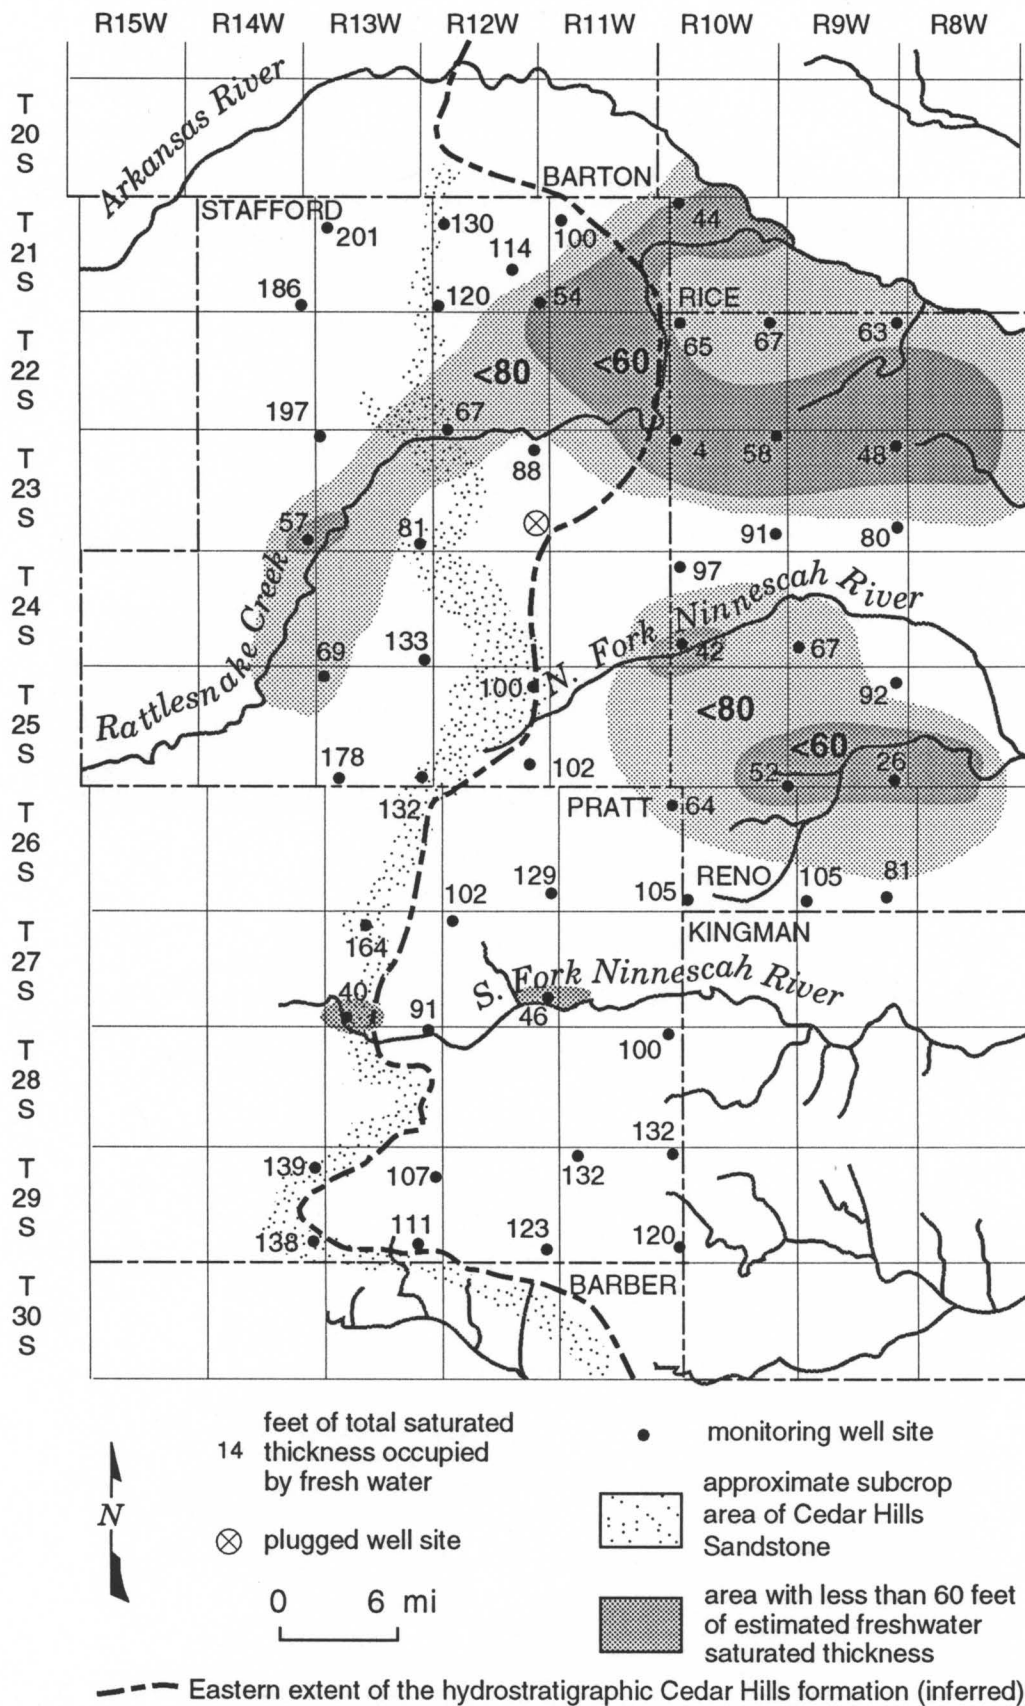 R15W R14W R13W R12W R11W R10W R9W R8W
T
20
S
Arkansas River
BARTON
STAFFORD
T
21
S
201
130
100
44
114
186
120
54
RICE
T
22
S
65
67
63
<80
<60
197
67
T
23
S
88
4
58
48
57
81
91
80
T
24
S
97
N. Fork Ninnescah River
Rattlesnake Creek
133
42
67
69
T
25
S
100
92
<80
<60
178
102
52
26
132
PRATT
64
T
26
S
129
105
RENO
105
81
102
T
27
S
164
KINGMAN
S. Fork Ninnescah River
40
91
46
T
28
S
100
132
T
29
S
139
107
132
138
111
123
120
T
30
S
BARBER
feet of total saturated
14 thickness occupied
by fresh water
monitoring well site
N
plugged well site
approximate subcrop
area of Cedar Hills
Sandstone
0 6 mi
area with less than 60 feet
of estimated freshwater
saturated thickness
Eastern extent of the hydrostratigraphic Cedar Hills formation (inferred)